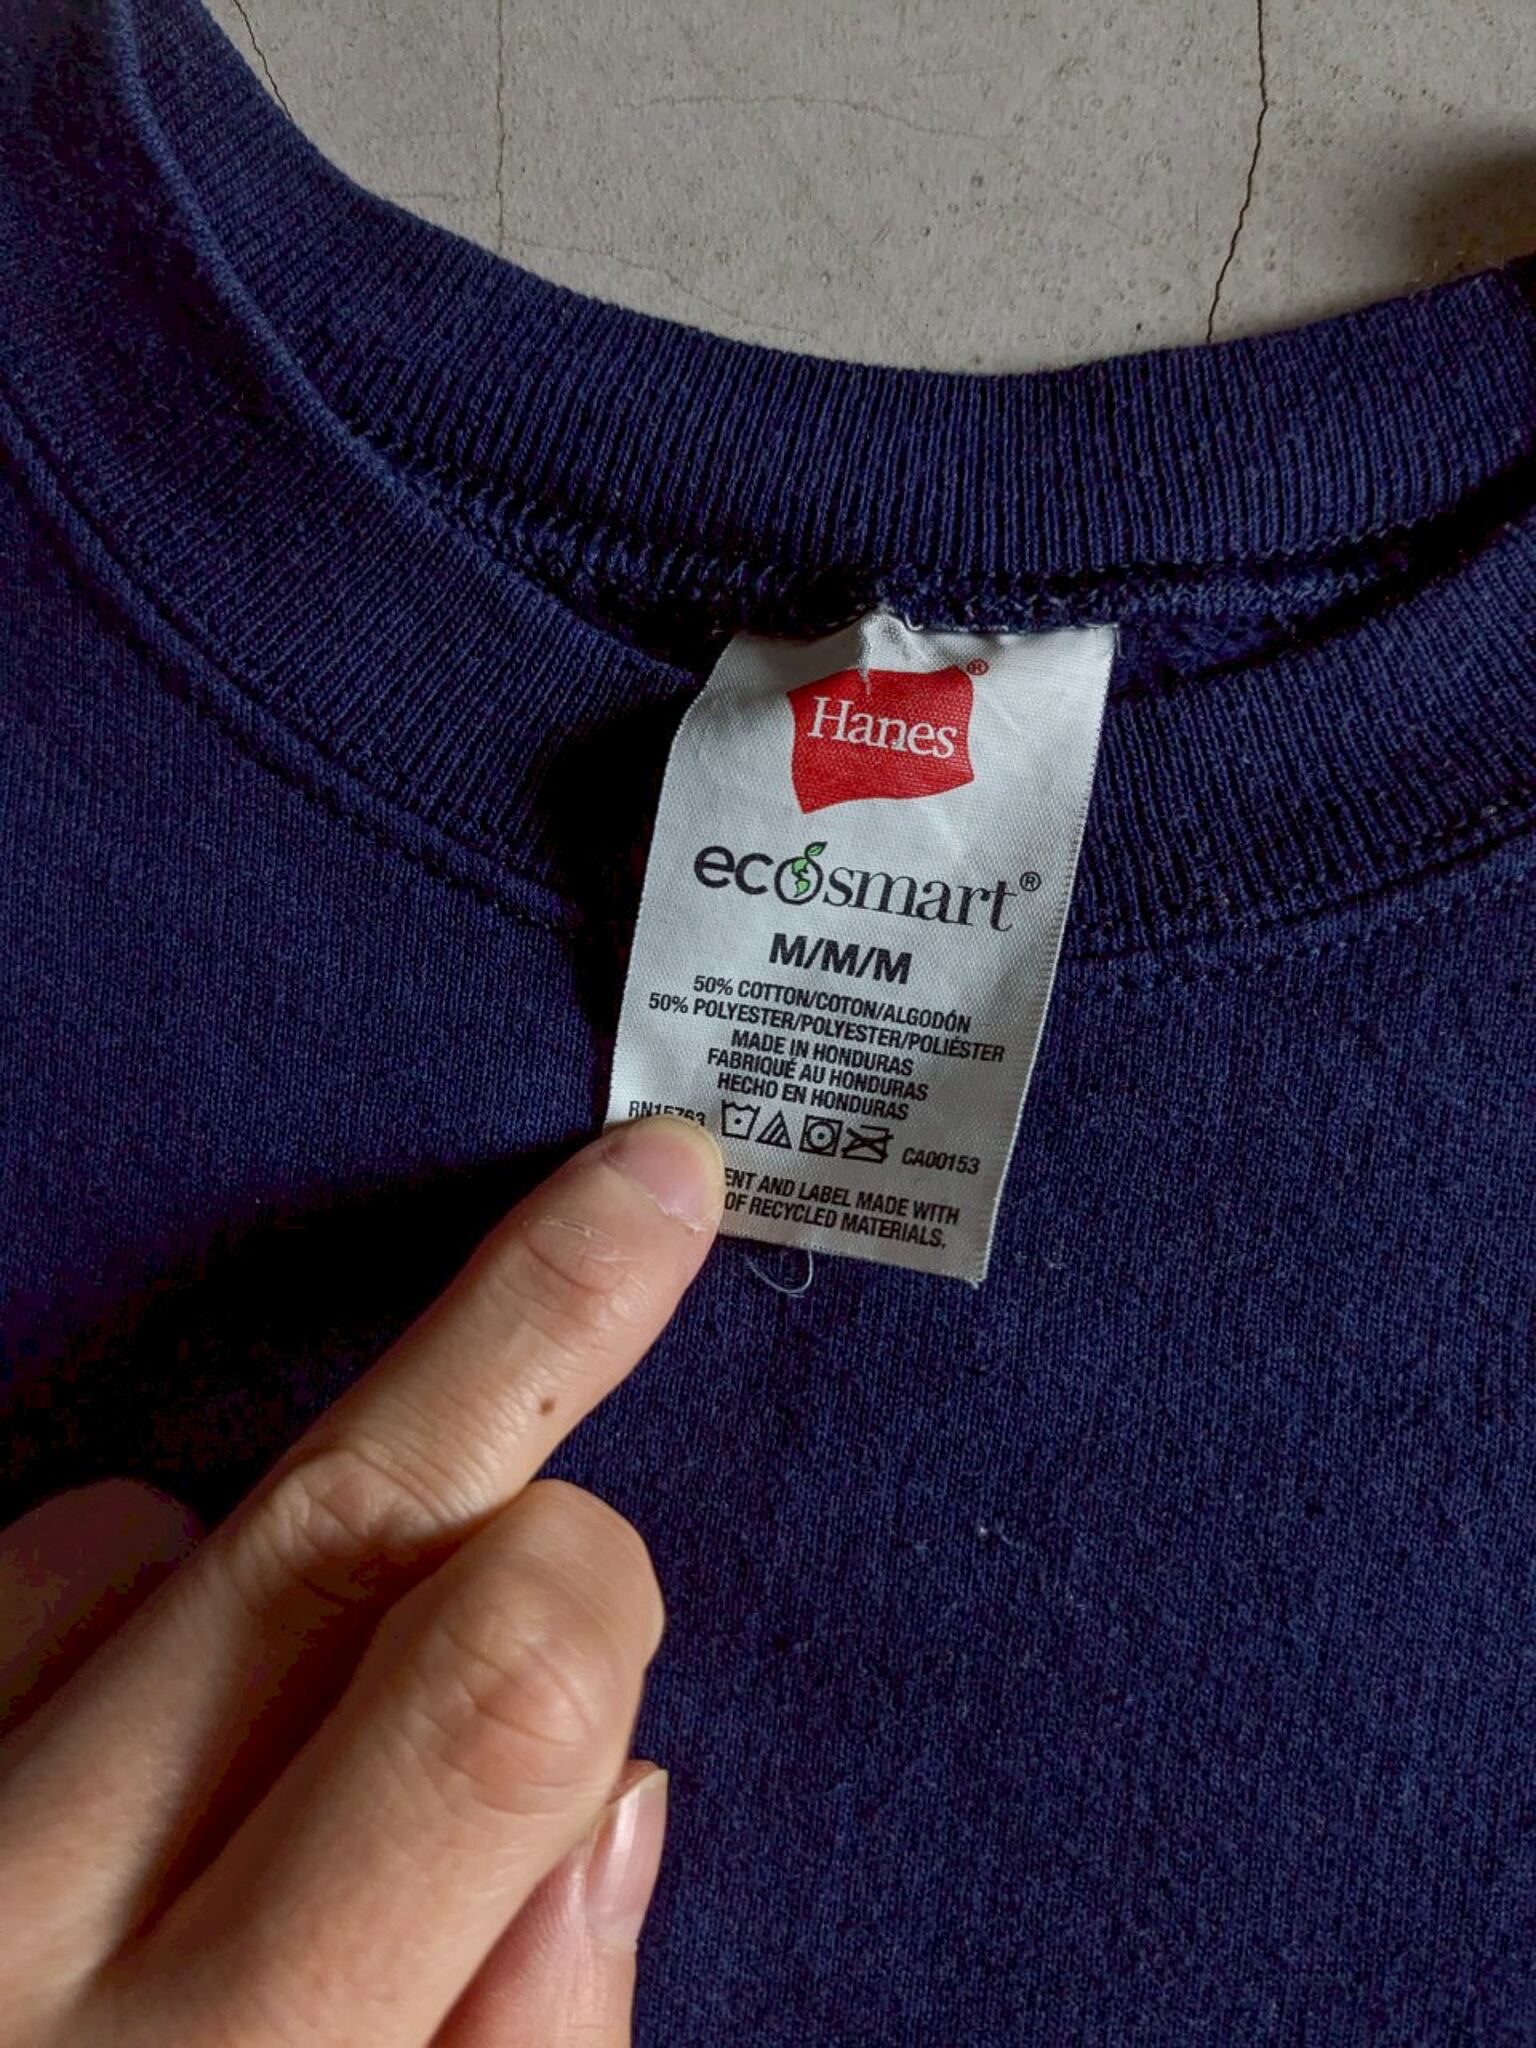 Hanes®
ecosmart®
M/M/M
50% COTTON/COTON/ALGODÓN
50% POLYESTER/POLYESTER/POLIÉSTER
MADE IN HONDURAS
FABRIQUÉ AU HONDURAS
HECHO EN HONDURAS
RN15763 CA00153
AND LABEL MADE WITH
OF RECYCLED MATERIALS.